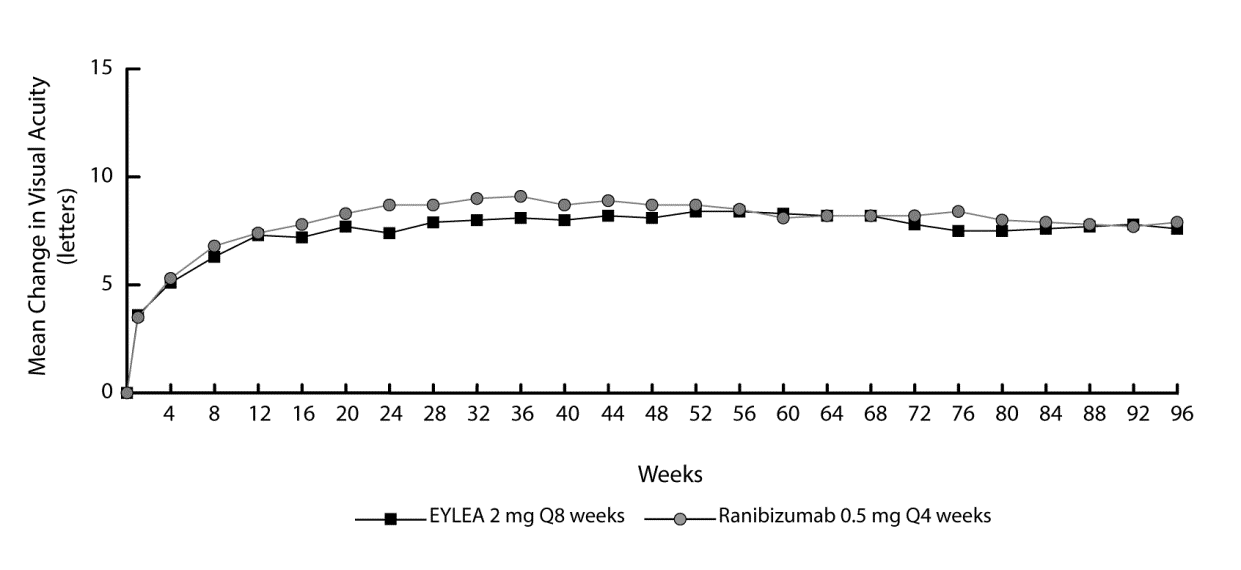 15
10
5
0
Mean Change in Visual Acuity
(letters)
4 8 12 16 20 24 28 32 36 40 44 48 52 56 60 64 68 72 76 80 84 88 92 96
Weeks
EYLEA 2 mg Q8 weeks Ranibizumab 0.5 mg Q4 weeks